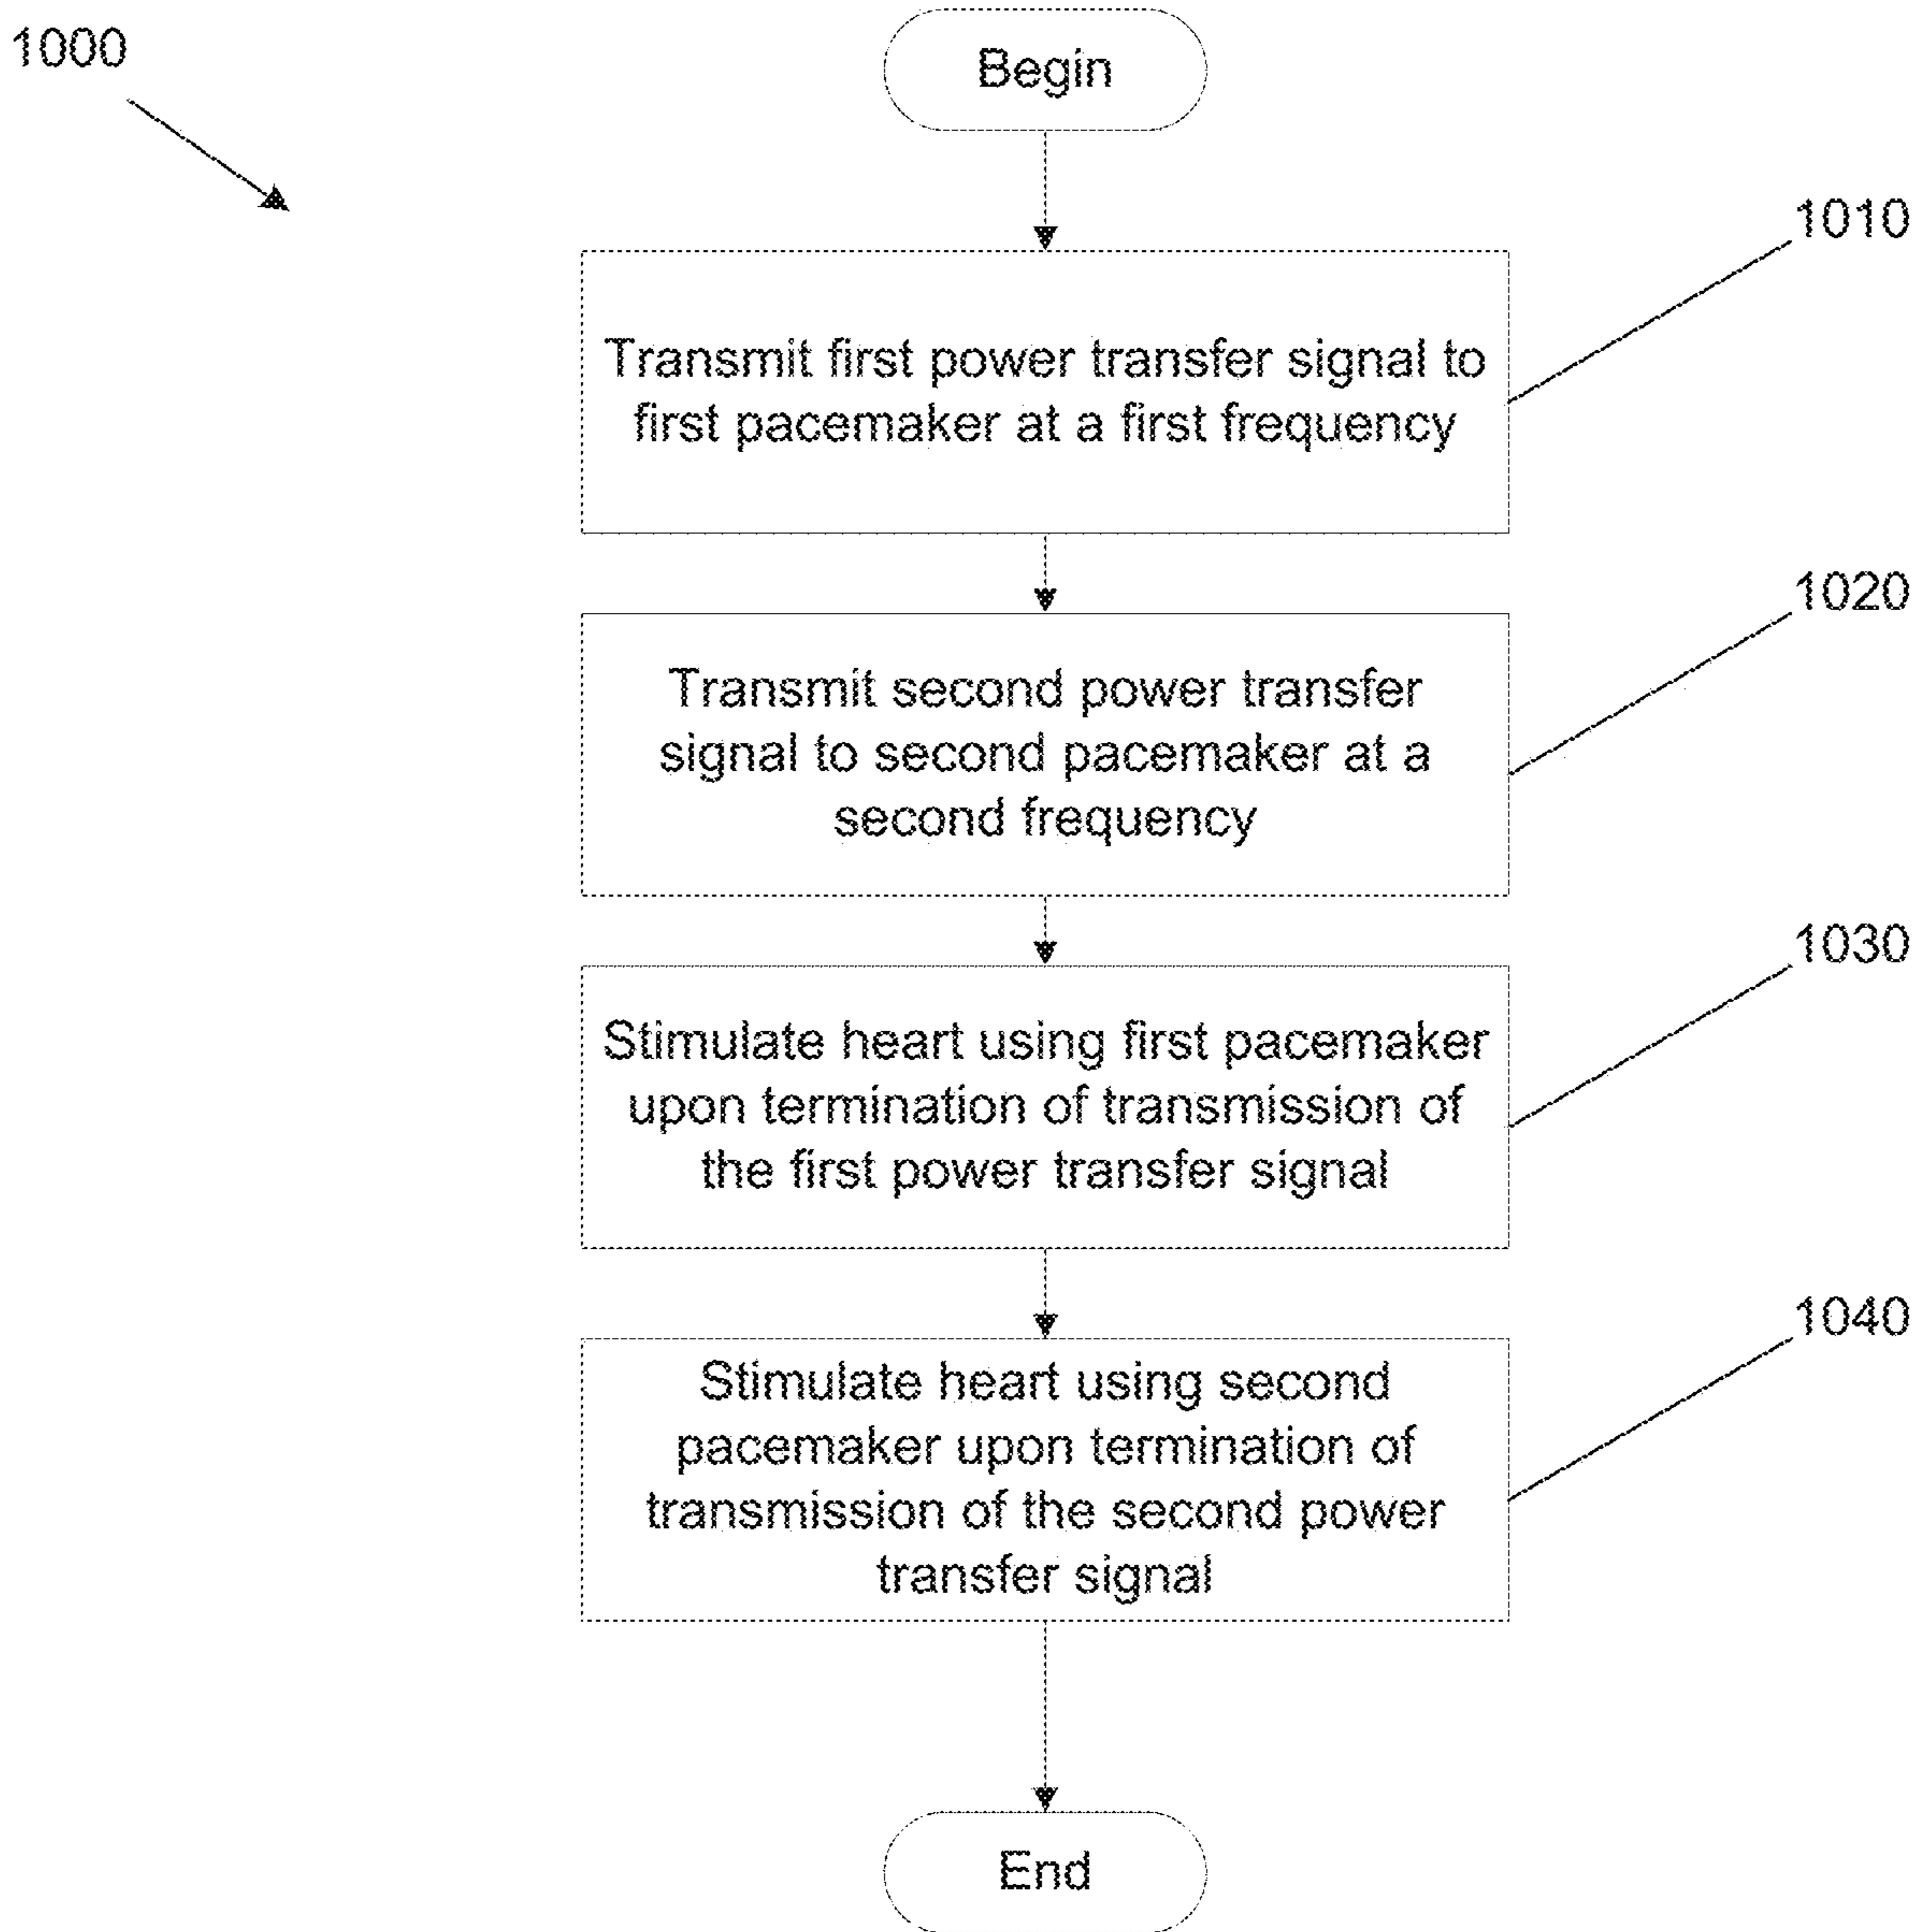 1000
Begin
1010
Transmit first power transfer signal to
first pacemaker at a first frequency
1020
Transmit second power transfer
signal to second pacemaker at a
second frequency
1030
Stimulate heart using first pacemaker
upon termination of transmission of
the first power transfer signal
1040
Stimulate heart using second
pacemaker upon termination of
transmission of the second power
transfer signal
End